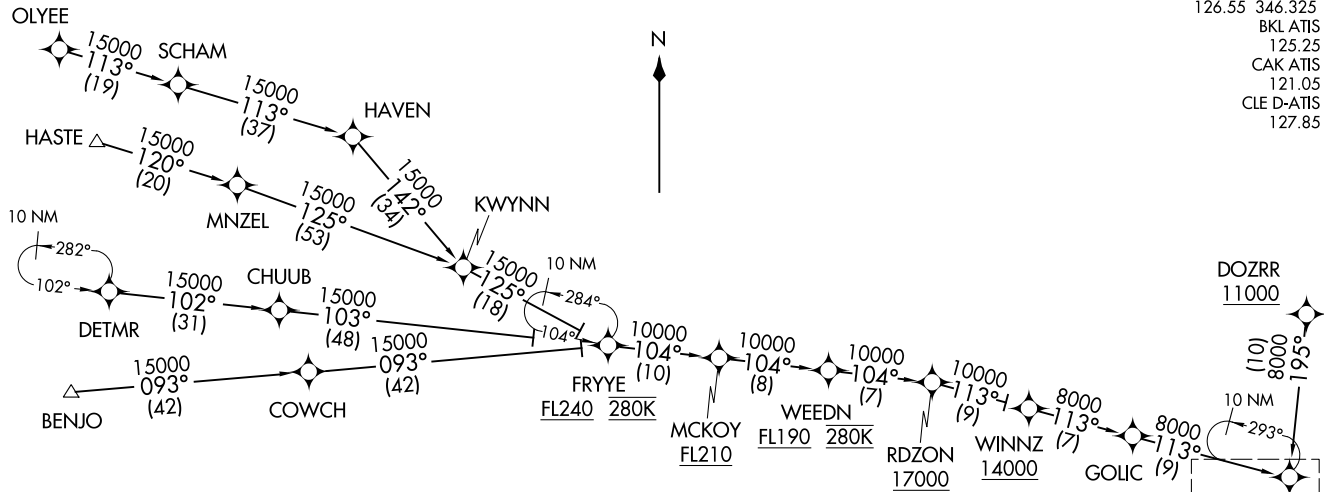 126.55 346.325
BKL ATIS
125.25
CAK ATIS
121.05
CLE D-ATIS
127.85
N
OLYEE
15000
113°
(19)
SCHAM
15000
113°
(37)
HAVEN
15000
142°
(34)
HASTE
15000
120°
(20)
MNZEL
15000
125°
(53)
KWYNN
15000
125°
(18)
10 NM
282°
102°
DETMR
15000
102°
(31)
CHUUB
15000
103°
(48)
BENJO
15000
093°
(42)
COWCH
15000
093°
(42)
10 NM
284°
104°
FRYYE
FL240 280K
10000
104°
(10)
MCKOY
FL210
10000
104°
(8)
WEEDN
FL190 280K
10000
104°
(7)
RDZON
17000
10000
113°
(9)
WINNZ
14000
8000
113°
(7)
GOLIC
8000
113°
(9)
10 NM
293°
DOZRR
11000
195°
8000
(10)